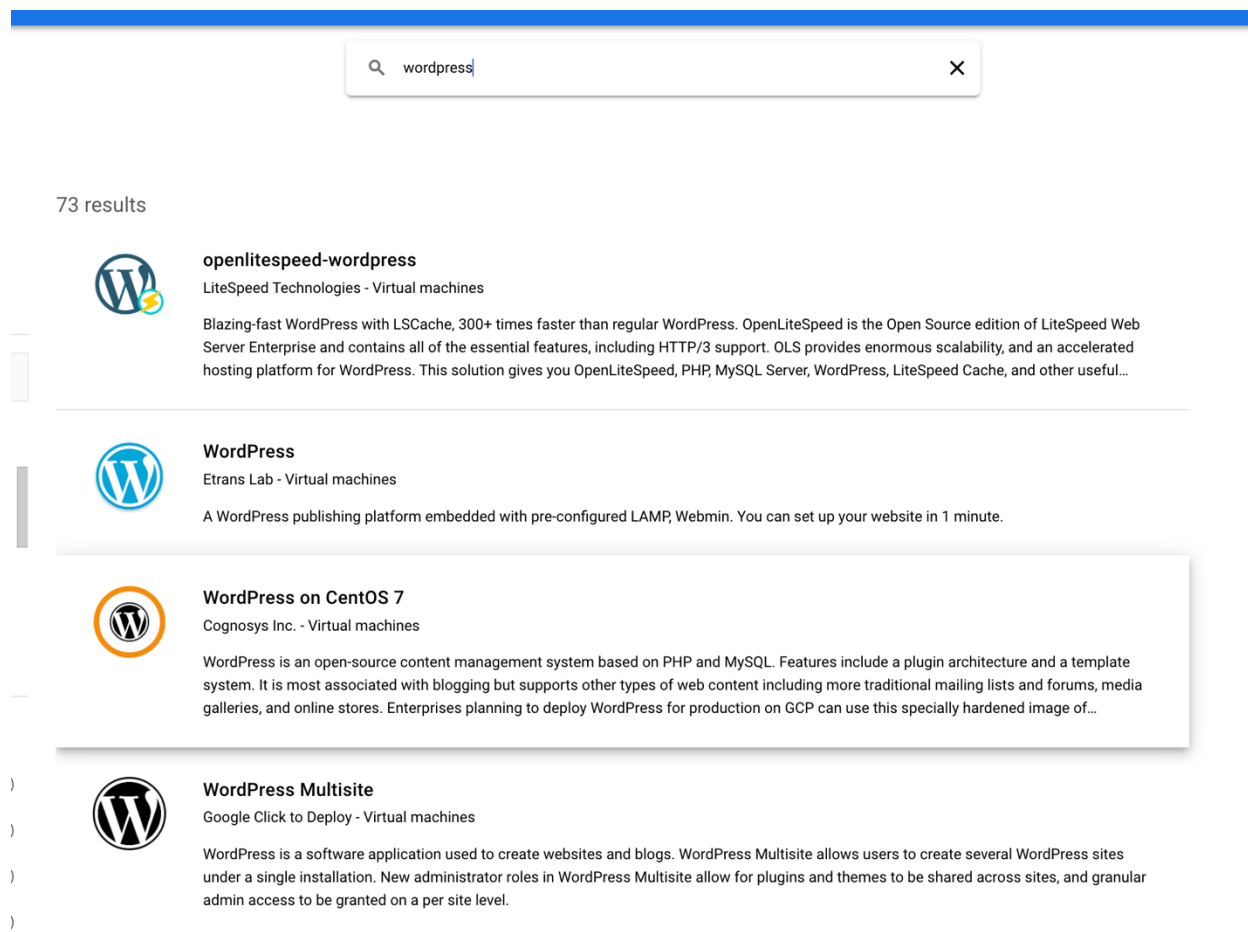 wordpress
73 results
openlitespeed-wordpress
LiteSpeed Technologies - Virtual machines
Blazing-fast WordPress with LSCache, 300+ times faster than regular WordPress. OpenLiteSpeed is the Open Source edition of LiteSpeed Web
Server Enterprise and contains all of the essential features, including HTTP/3 support. OLS provides enormous scalability, and an accelerated
hosting platform for WordPress. This solution gives you OpenLiteSpeed, PHP, MySQL Server, WordPress, LiteSpeed Cache, and other useful…
WordPress
Etrans Lab - Virtual machines
A WordPress publishing platform embedded with pre-configured LAMP, Webmin. You can set up your website in 1 minute.
WordPress on CentOS 7
Cognosys Inc. - Virtual machines
WordPress is an open-source content management system based on PHP and MySQL. Features include a plugin architecture and a template
system. It is most associated with blogging but supports other types of web content including more traditional mailing lists and forums, media
galleries, and online stores. Enterprises planning to deploy WordPress for production on GCP can use this specially hardened image of…
WordPress Multisite
Google Click to Deploy - Virtual machines
WordPress is a software application used to create websites and blogs. WordPress Multisite allows users to create several WordPress sites
under a single installation. New administrator roles in WordPress Multisite allow for plugins and themes to be shared across sites, and granular
admin access to be granted on a per site level.
)
)
)
)